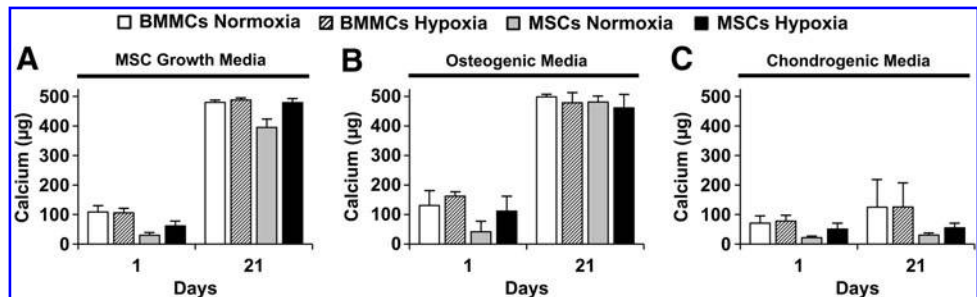 BMMCs Normoxia BMMCs Hypoxia MSCs Normoxia MSCs Hypoxia
A MSC Growth Media
Calcium (µg)
500
400
300
200
100
0
1 21
Days
B Osteogenic Media
Calcium (µg)
500
400
300
200
100
0
1 21
Days
C Chondrogenic Media
Calcium (µg)
500
400
300
200
100
0
1 21
Days